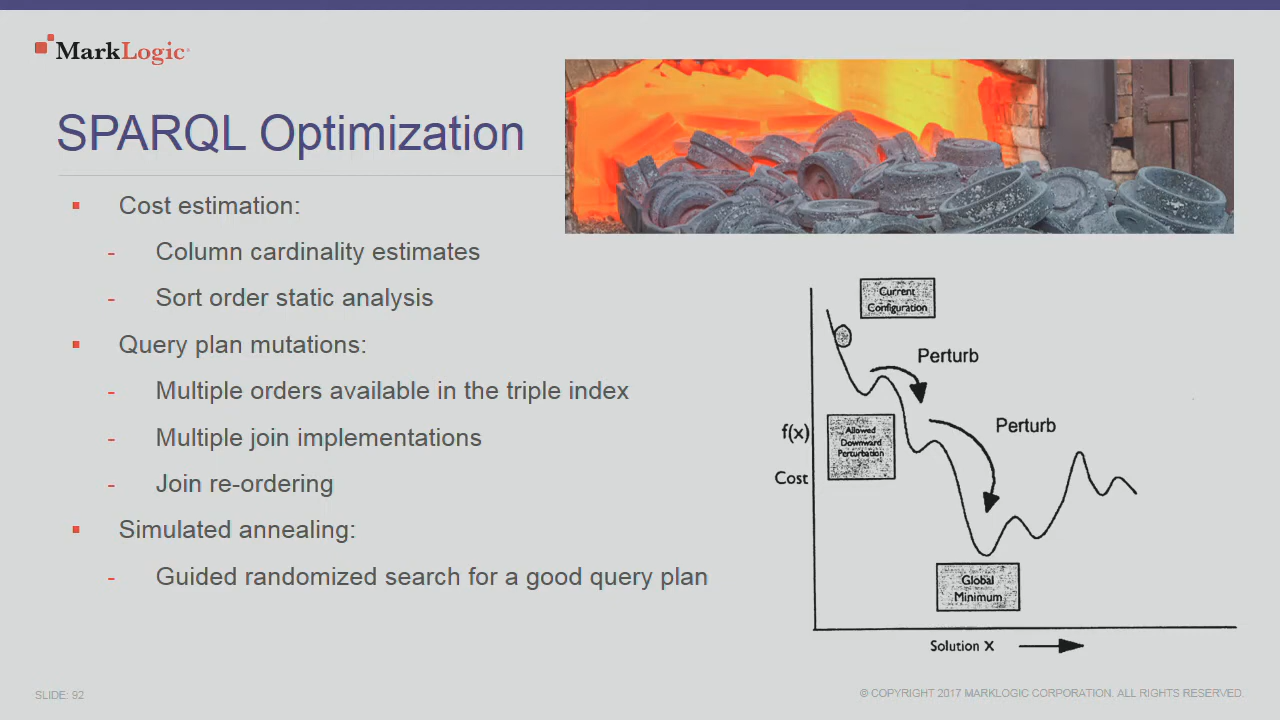 MarkLogic
SPARQL Optimization
Cost estimation:
- Column cardinality estimates
- Sort order static analysis
Query plan mutations:
- Multiple orders available in the triple index
- Multiple join implementations
- Join re-ordering
Simulated annealing:
- Guided randomized search for a good query plan
Current
Configuration
Perturb
Perturb
f(x)
Cost
Allowed
Downward
Perturbation
Global
Minimum
Solution X
SLIDE: 92
© COPYRIGHT 2017 MARKLOGIC CORPORATION. ALL RIGHTS RESERVED.